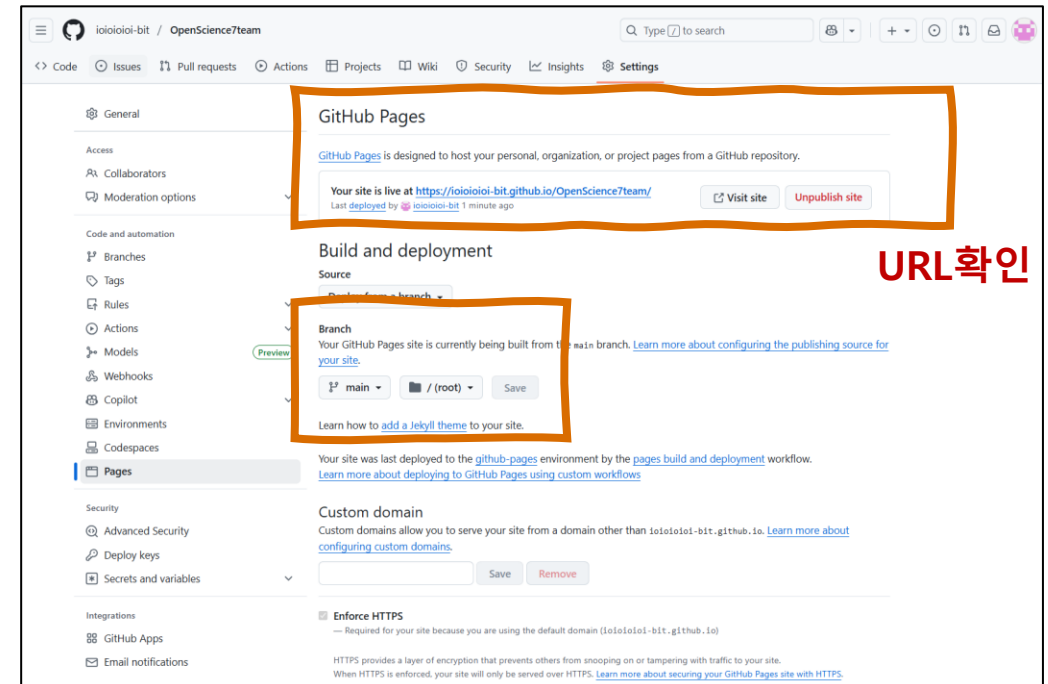 ioioioioi-bit / OpenScience7team
Type / to search
Code Issues Pull requests Actions Projects Wiki Security Insights Settings
General
Access
Collaborators
Moderation options
Code and automation
Branches
Tags
Rules
Actions
Models Preview
Webhooks
Copilot
Environments
Codespaces
Pages
Security
Advanced Security
Deploy keys
Secrets and variables
Integrations
GitHub Apps
Email notifications
GitHub Pages
GitHub Pages is designed to host your personal, organization, or project pages from a GitHub repository.
Your site is live at https://ioioioioi-bit.github.io/OpenScience7team/
Last deployed by ioioioioi-bit 1 minute ago
Visit site
Unpublish site
URL확인
Build and deployment
Source
Deploy from a branch
Branch
Your GitHub Pages site is currently being built from the main branch. Learn more about configuring the publishing source for
your site.
main / (root) Save
Learn how to add a Jekyll theme to your site.
Your site was last deployed to the github-pages environment by the pages build and deployment workflow.
Learn more about deploying to GitHub Pages using custom workflows
Custom domain
Custom domains allow you to serve your site from a domain other than ioioioioi-bit.github.io. Learn more about
configuring custom domains.
Save Remove
Enforce HTTPS
— Required for your site because you are using the default domain (ioioioioi-bit.github.io)
HTTPS provides a layer of encryption that prevents others from snooping on or tampering with traffic to your site.
When HTTPS is enforced, your site will only be served over HTTPS. Learn more about securing your GitHub Pages site with HTTPS.